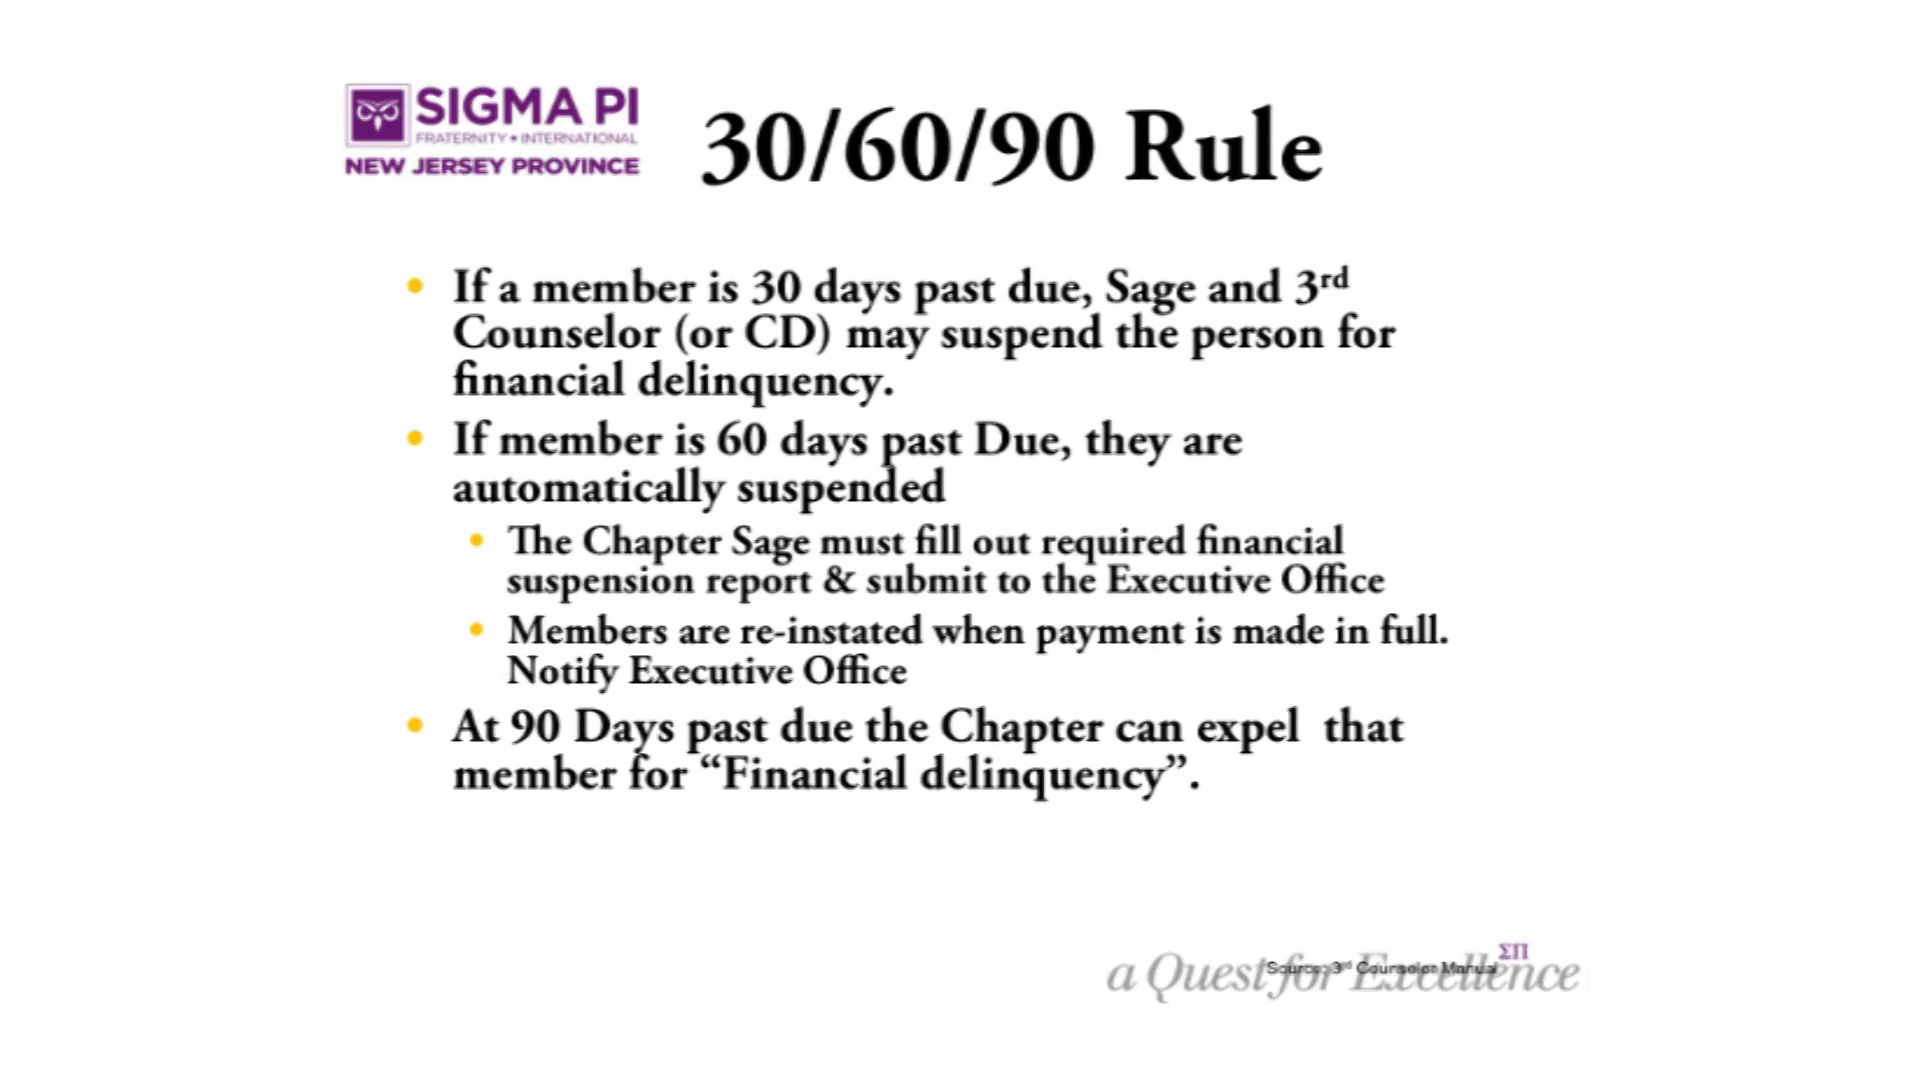 SIGMA PI
FRATERNITY • INTERNATIONAL
NEW JERSEY PROVINCE
30/60/90 Rule
• If a member is 30 days past due, Sage and 3rd
Counselor (or CD) may suspend the person for
financial delinquency.
• If member is 60 days past Due, they are
automatically suspended
• The Chapter Sage must fill out required financial
suspension report & submit to the Executive Office
• Members are re-instated when payment is made in full.
Notify Executive Office
• At 90 Days past due the Chapter can expel  that
member for “Financial delinquency”.
ΣΠ
Source: 3rd Counselor Manual
a Quest for Excellence